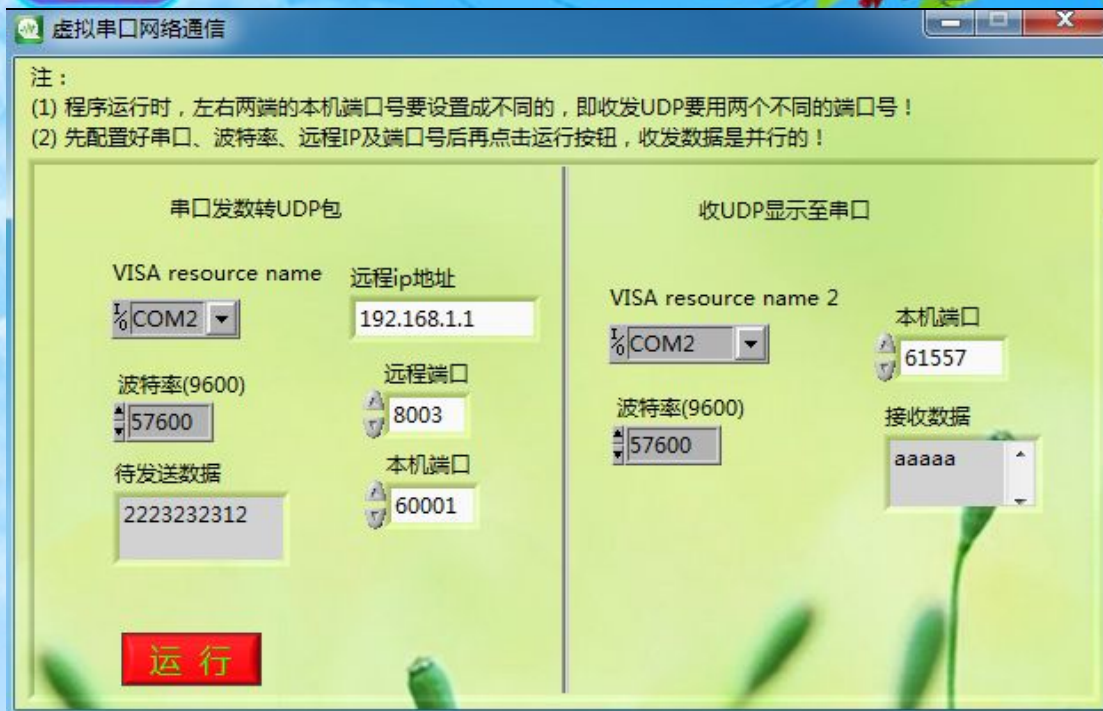 虚拟串口网络通信
注：
(1) 程序运行时，左右两端的本机端口号要设置成不同的，即收发UDP要用两个不同的端口号！
(2) 先配置好串口、波特率、远程IP及端口号后再点击运行按钮，收发数据是并行的！
串口发数转UDP包
VISA resource name
COM2
远程ip地址
192.168.1.1
波特率(9600)
57600
远程端口
8003
待发送数据
2223232312
本机端口
60001
运 行
收UDP显示至串口
VISA resource name 2
COM2
本机端口
61557
波特率(9600)
57600
接收数据
aaaaa